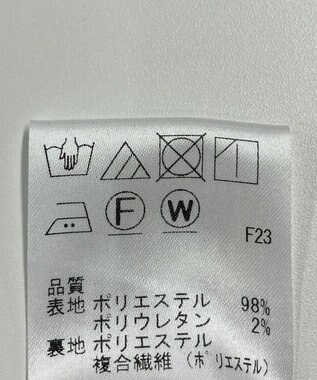 F W
F23
品質
表地 ポリエステル 98%
ポリウレタン 2%
裏地 ポリエステル
複合繊維 (ポリエステル)